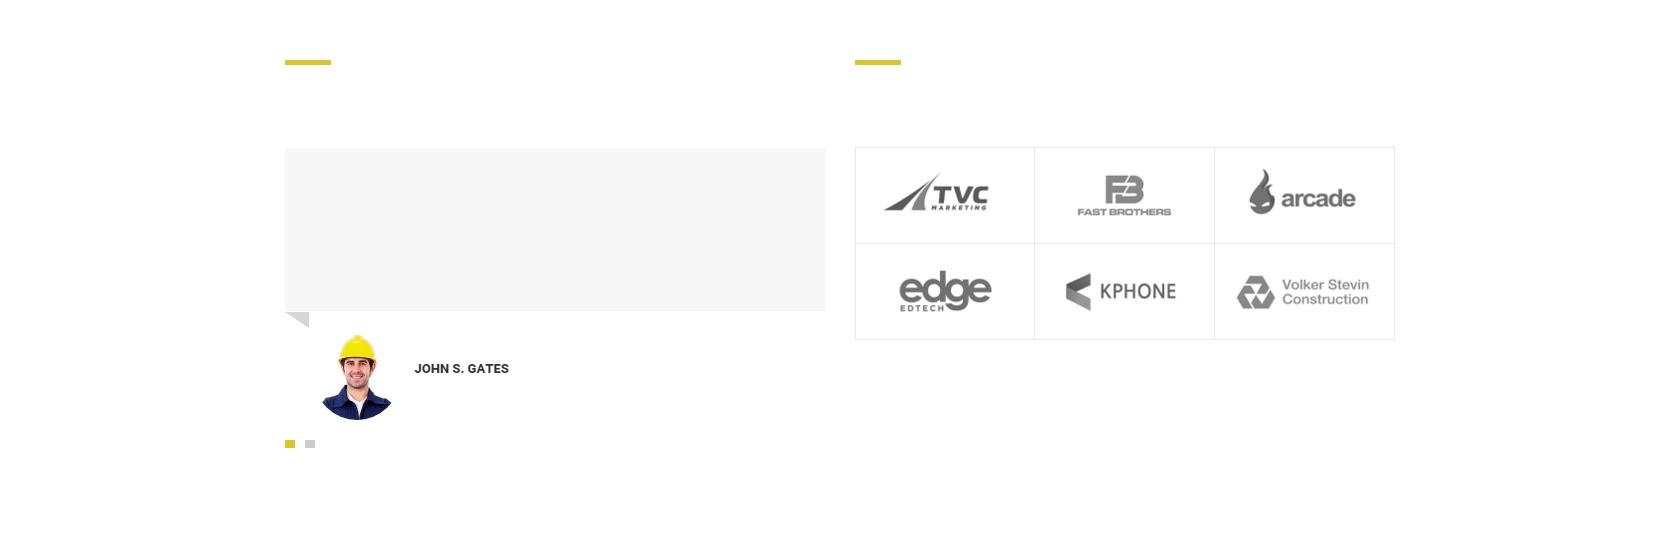 TVC
MARKETING
FB
FAST BROTHERS
arcade
edge
EDTECH
KPHONE
Volker Stevin
Construction
JOHN S. GATES